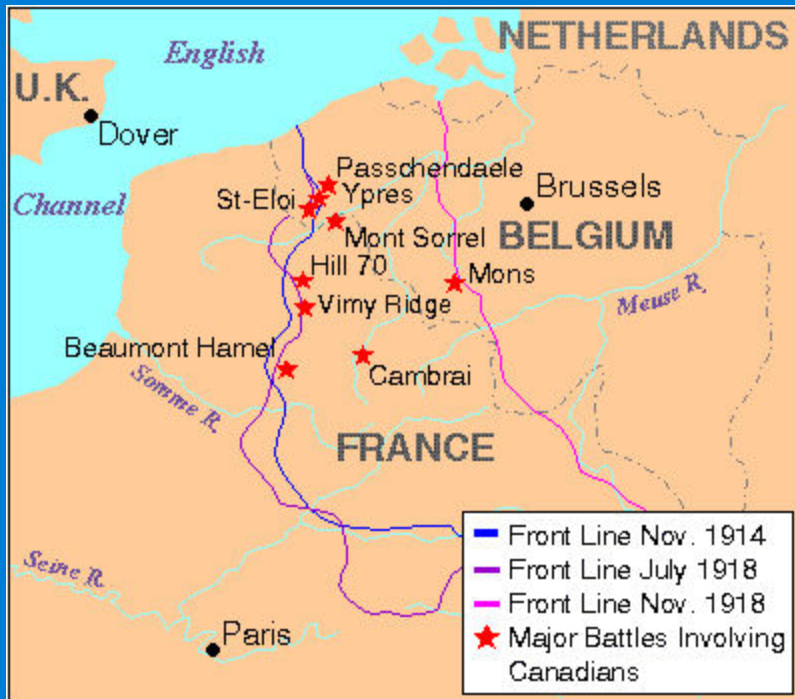 NETHERLANDS
English
U.K.
Dover
Passchendaele
Ypres
St-Eloi
Brussels
Channel
Mont Sorrel
BELGIUM
Hill 70
Mons
Meuse R.
Vimy Ridge
Beaumont Hamel
Cambrai
Somme R.
FRANCE
Front Line Nov. 1914
Front Line July 1918
Front Line Nov. 1918
Major Battles Involving
Canadians
Seine R.
Paris